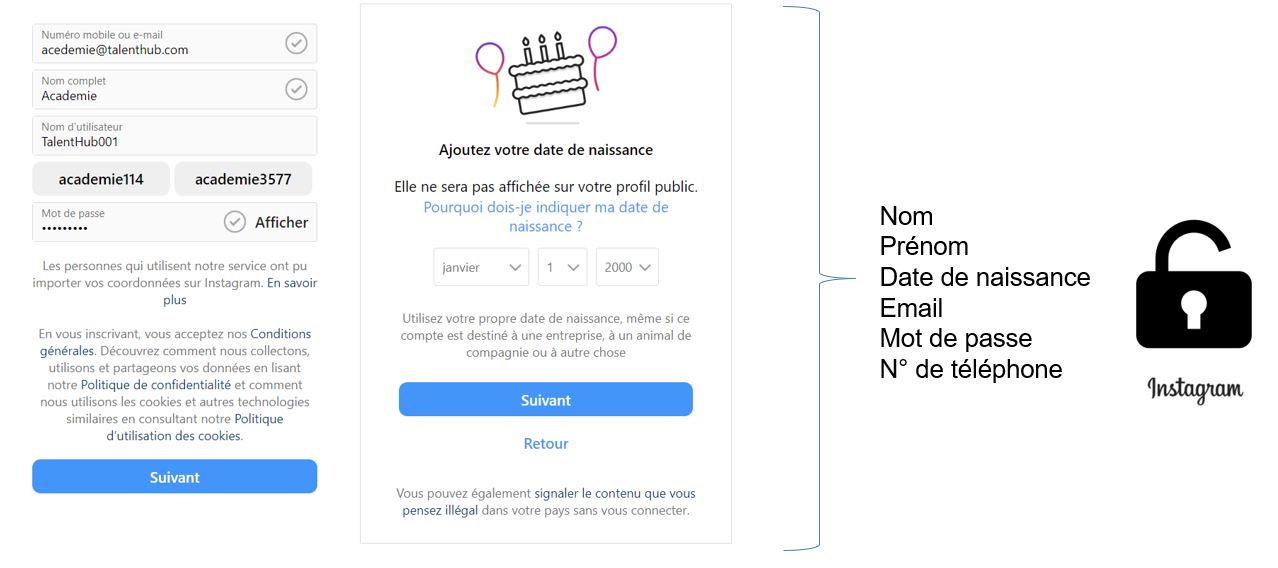 Numéro mobile ou e-mail
acedemie@talenthub.com
Nom complet
Academie
Nom d'utilisateur
TalentHub001
academie114
academie3577
Mot de passe
•••••••••
Afficher
Les personnes qui utilisent notre service ont pu
importer vos coordonnées sur Instagram. En savoir
plus
En vous inscrivant, vous acceptez nos Conditions
générales. Découvrez comment nous collectons,
utilisons et partageons vos données en lisant
notre Politique de confidentialité et comment
nous utilisons les cookies et autres technologies
similaires en consultant notre Politique
d'utilisation des cookies.
Suivant
Ajoutez votre date de naissance
Elle ne sera pas affichée sur votre profil public.
Pourquoi dois-je indiquer ma date de
naissance ?
janvier
1
2000
Utilisez votre propre date de naissance, même si ce
compte est destiné à une entreprise, à un animal de
compagnie ou à autre chose
Suivant
Retour
Vous pouvez également signaler le contenu que vous
pensez illégal dans votre pays sans vous connecter.
Nom
Prénom
Date de naissance
Email
Mot de passe
N° de téléphone
Instagram